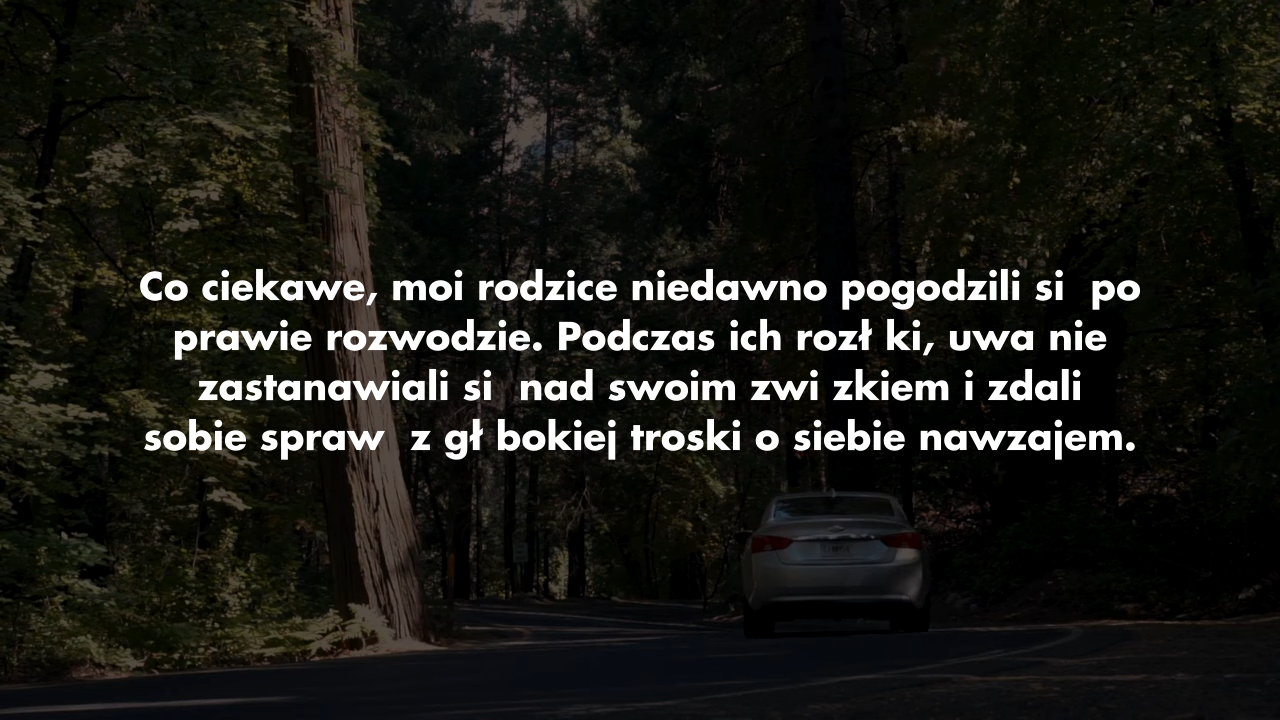 Co ciekawe, moi rodzice niedawno pogodzili si  po
prawie rozwodzie. Podczas ich rozł ki, uwa nie
zastanawiali si  nad swoim zwi zkiem i zdali
sobie spraw  z gł bokiej troski o siebie nawzajem.